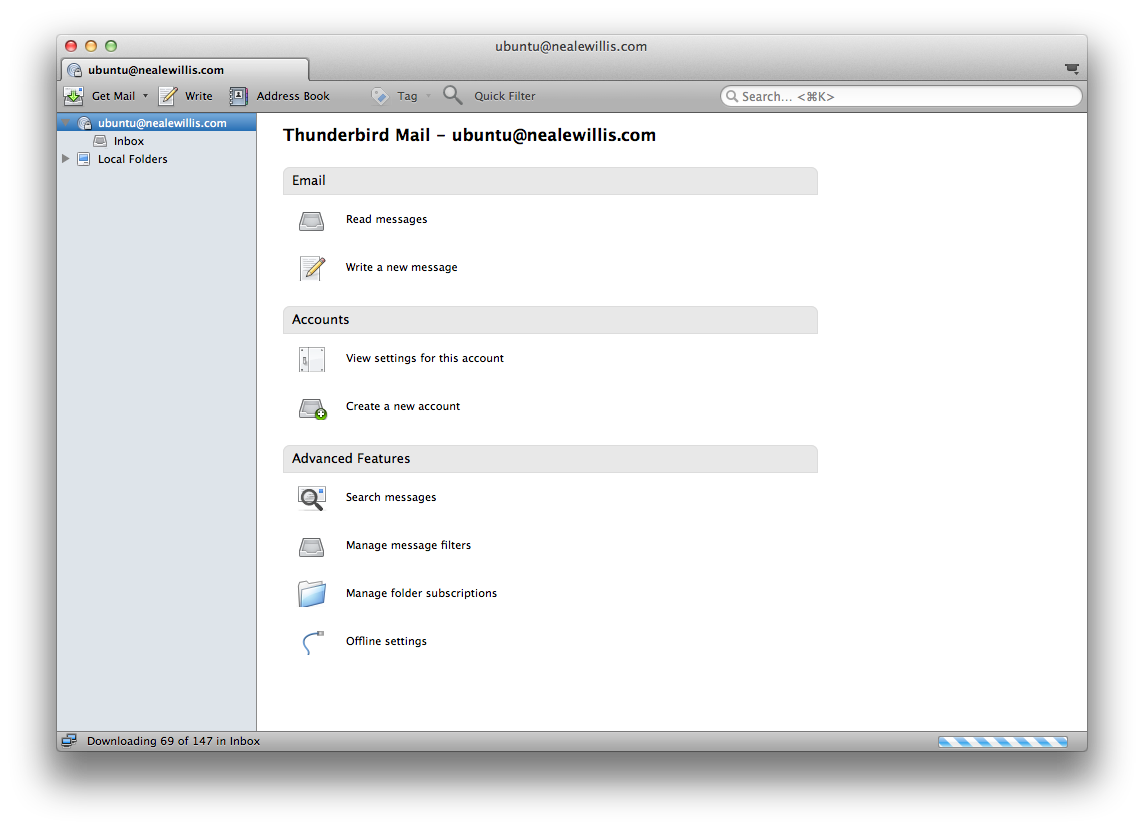 ubuntu@nealewillis.com
ubuntu@nealewillis.com
Get Mail Write Address Book Tag Quick Filter Search... <⌘K>
ubuntu@nealewillis.com
Inbox
Local Folders
Thunderbird Mail – ubuntu@nealewillis.com
Email
Read messages
Write a new message
Accounts
View settings for this account
Create a new account
Advanced Features
Search messages
Manage message filters
Manage folder subscriptions
Offline settings
Downloading 69 of 147 in Inbox